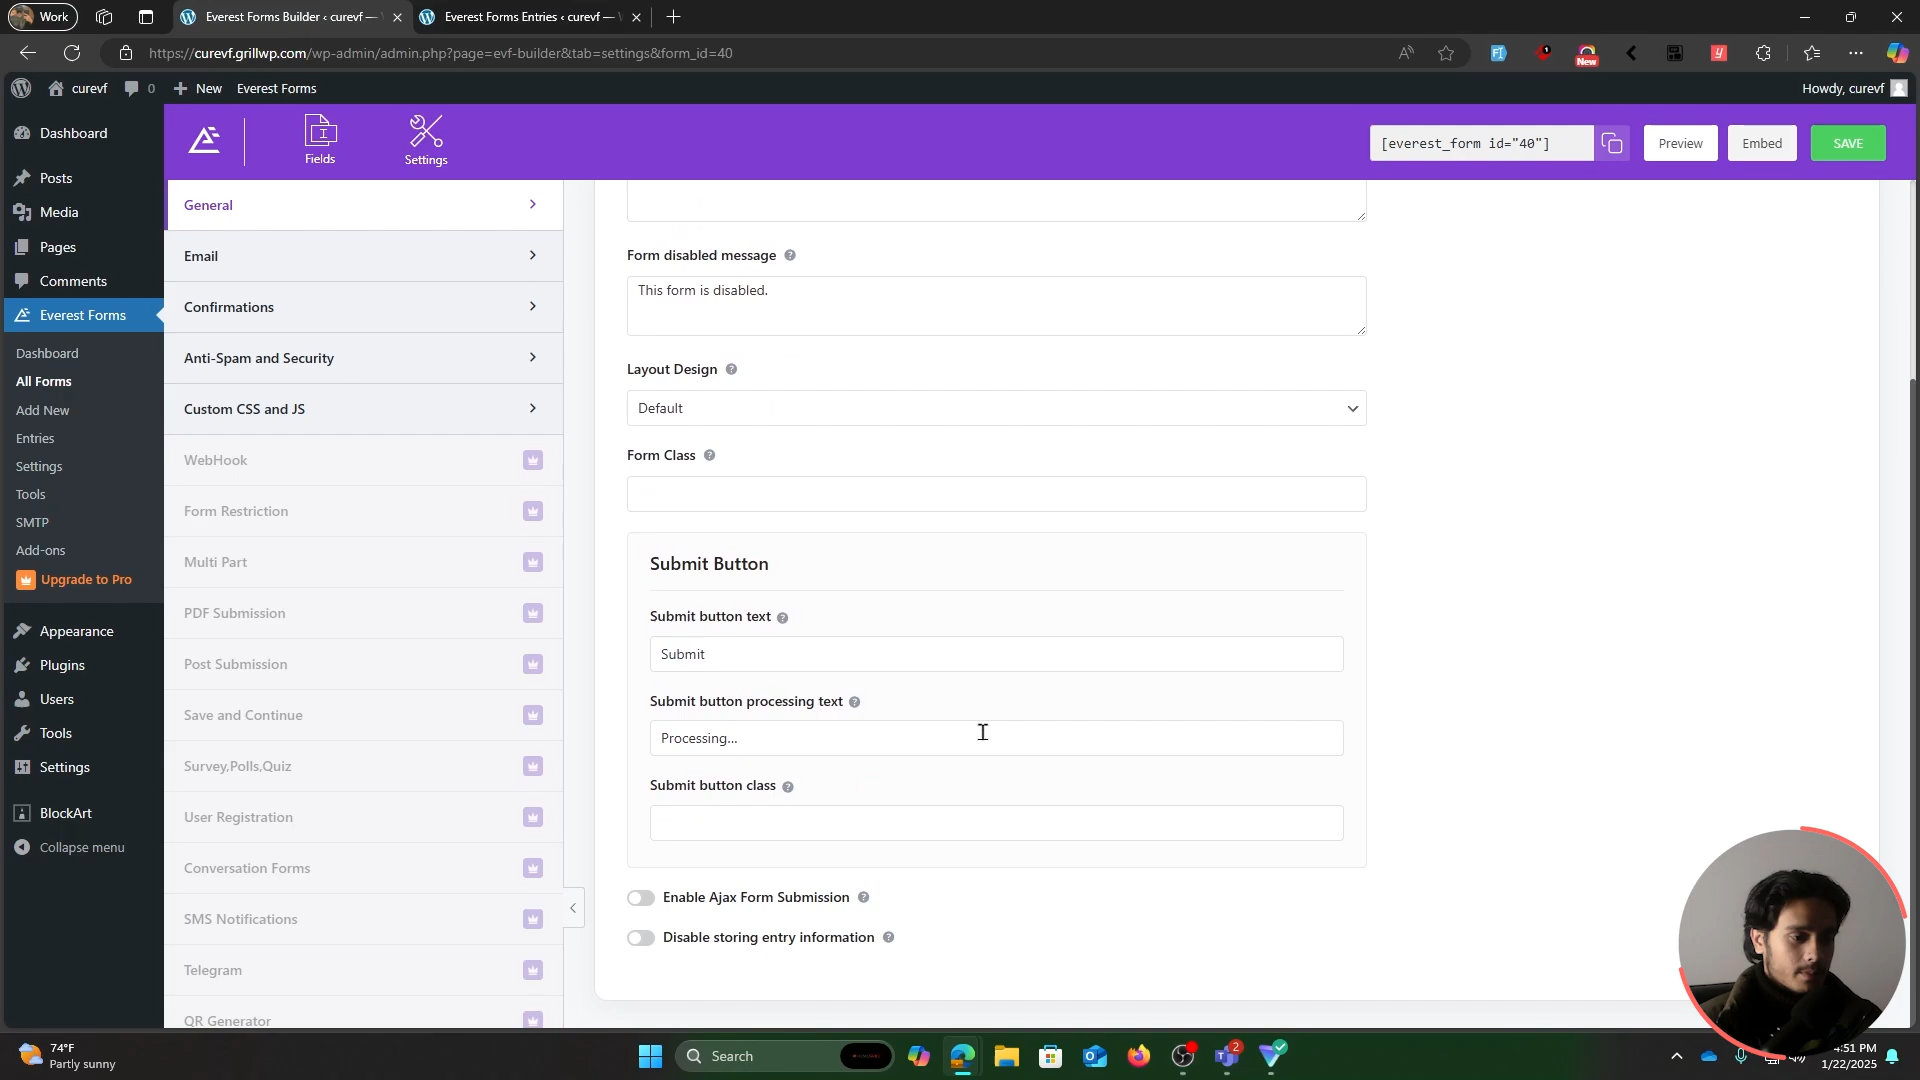 Work
Everest Forms Builder ‹ curevf —
Everest Forms Entries ‹ curevf —
https://curevf.grillwp.com/wp-admin/admin.php?page=evf-builder&tab=settings&form_id=40
New
curevf
0
New
Everest Forms
Howdy, curevf
Dashboard
Posts
Media
Pages
Comments
Everest Forms
Dashboard
All Forms
Add New
Entries
Settings
Tools
SMTP
Add-ons
Upgrade to Pro
Appearance
Plugins
Users
Tools
Settings
BlockArt
Collapse menu
Fields
Settings
[everest_form id="40"]
Preview
Embed
SAVE
General
Email
Confirmations
Anti-Spam and Security
Custom CSS and JS
WebHook
Form Restriction
Multi Part
PDF Submission
Post Submission
Save and Continue
Survey,Polls,Quiz
User Registration
Conversation Forms
SMS Notifications
Telegram
QR Generator
Form disabled message
This form is disabled.
Layout Design
Default
Form Class
Submit Button
Submit button text
Submit
Submit button processing text
Processing…
Submit button class
Enable Ajax Form Submission
Disable storing entry information
74°F
Partly sunny
Search
2
4:51 PM
1/22/2025